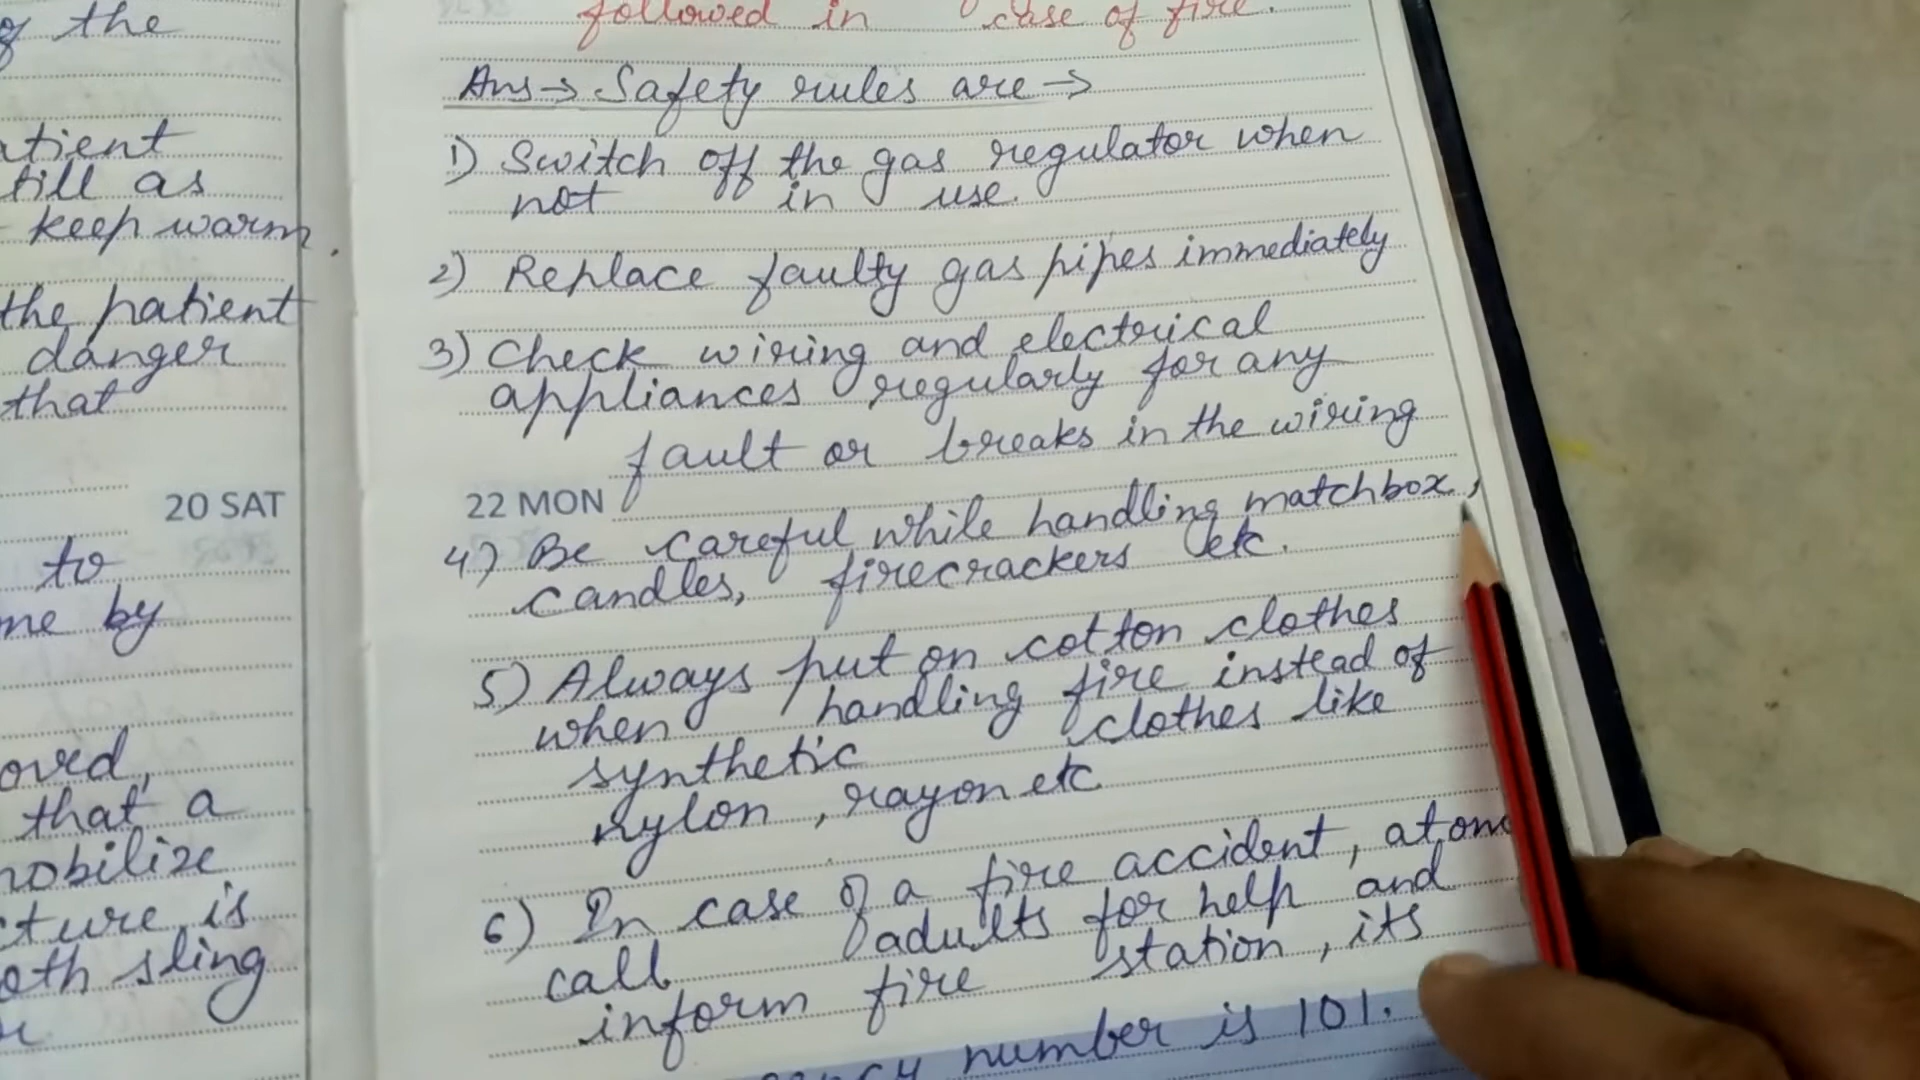 g the
atient
till as
keep warm.
the patient
danger
that
20 SAT
to
me by
oved,
that a
mobilize
cture is
oth sling
followed in case of fire.
Ans → Safety rules are →
1) Switch off the gas regulator when
not in use.
2) Replace faulty gas pipes immediately
3) Check wiring and electrical
appliances regularly for any
fault or breaks in the wiring
22 MON
4) Be careful while handling matchbox,
candles, firecrackers etc.
5) Always put on cotton clothes
when handling fire instead of
synthetic clothes like
nylon, rayon etc
6) In case of a fire accident, atonc
call adults for help and
inform fire station, its
ency number is 101.